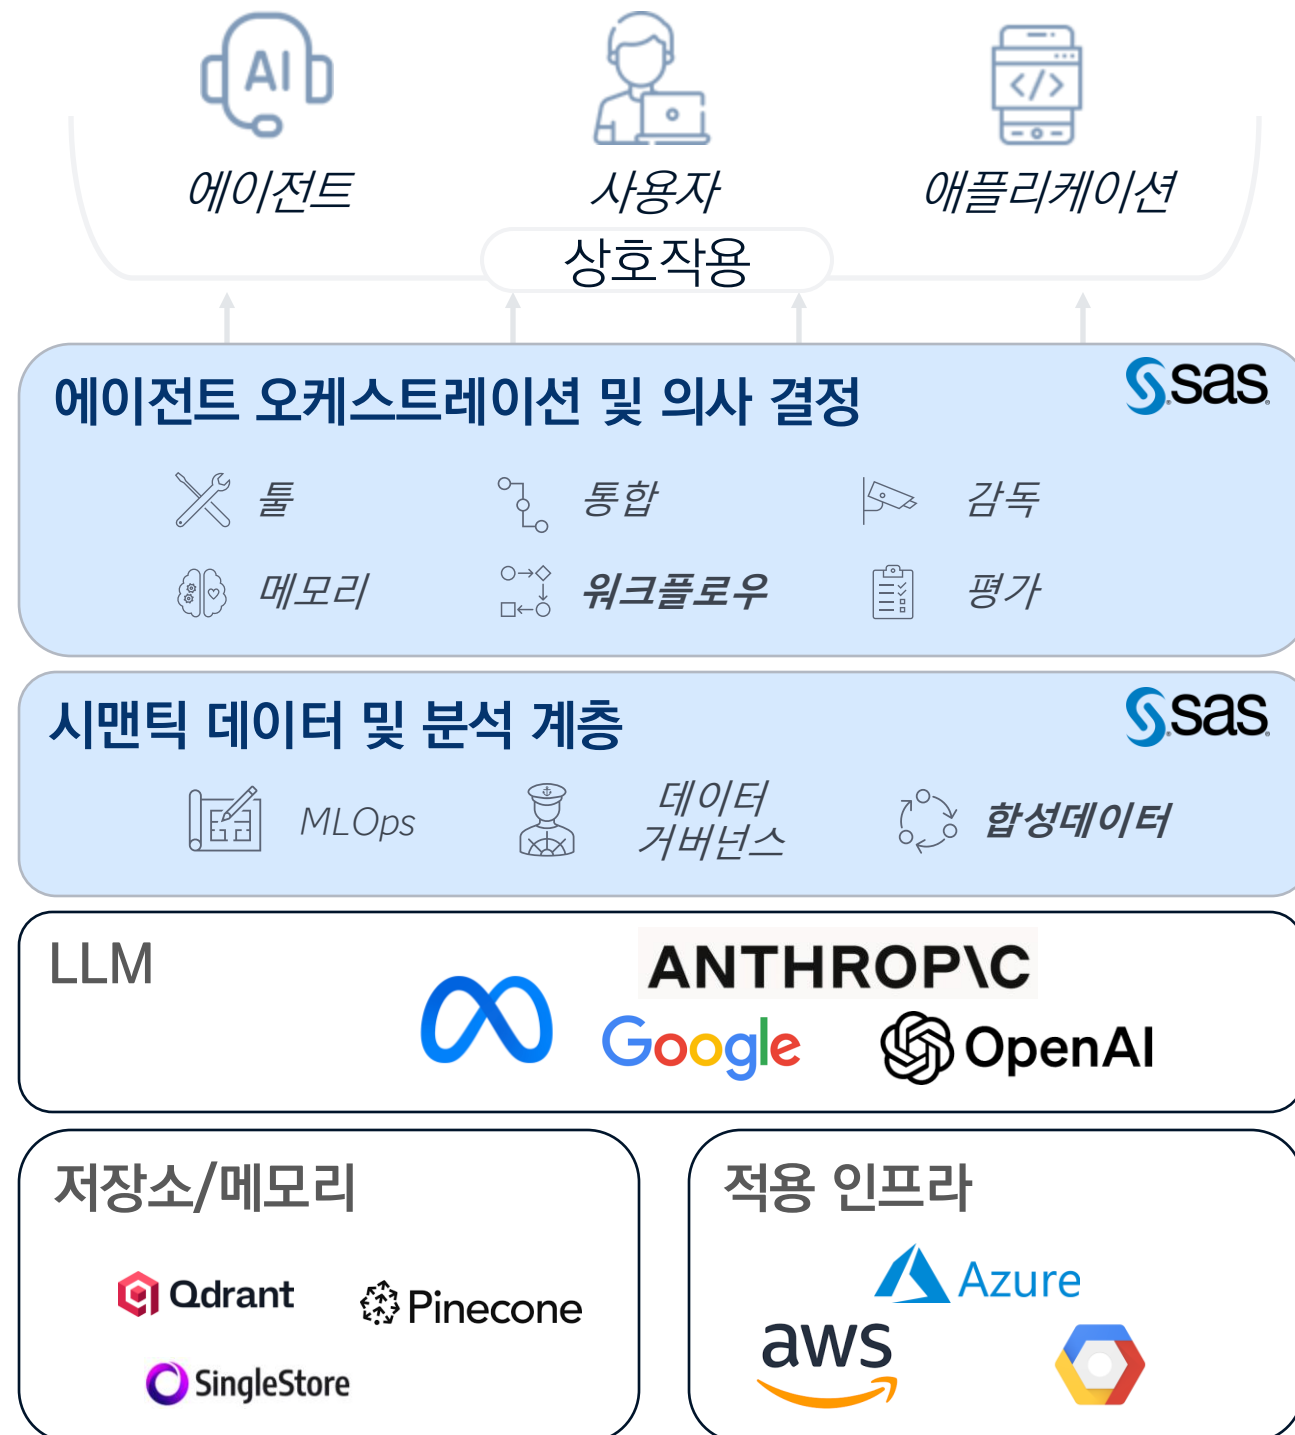 AI
</>
에이전트
사용자
애플리케이션
상호작용
에이전트 오케스트레이션 및 의사 결정
sas
툴
통합
감독
메모리
워크플로우
평가
시맨틱 데이터 및 분석 계층
sas
MLOps
데이터
거버넌스
합성데이터
LLM
ANTHROP\C
Google
OpenAI
저장소/메모리
적용 인프라
Qdrant
Pinecone
SingleStore
Azure
aws